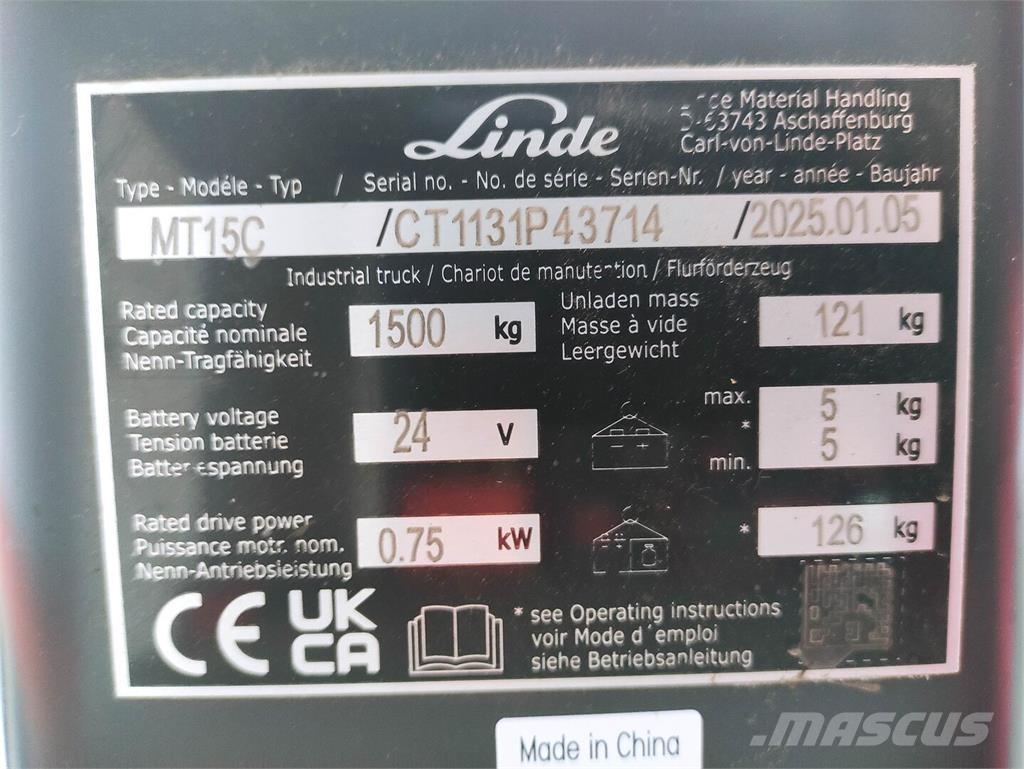 Linde
Material Handling
63743 Aschaffenburg
Carl-von-Linde-Platz
Type - Modéle - Typ / Serial no. - No. de série - Serien-Nr. / year - année - Baujahr
MT15C /CT1131P43714 /2025.01.05
Industrial truck / Chariot de manutention / Flurförderzeug
Rated capacity
Capacité nominale
Nenn-Tragfähigkeit
1500 kg
Unladen mass
Masse à vide
Leergewicht
121 kg
Battery voltage
Tension batterie
Batteriespannung
24 V
max. 5 kg
*
min. 5 kg
Rated drive power
Puissance motr. nom.
Nenn-Antriebsleistung
0.75 kW
* 126 kg
CE
UK
CA
* see Operating instructions
voir Mode d´emploi
siehe Betriebsanleitung
Made in China
MASCUS